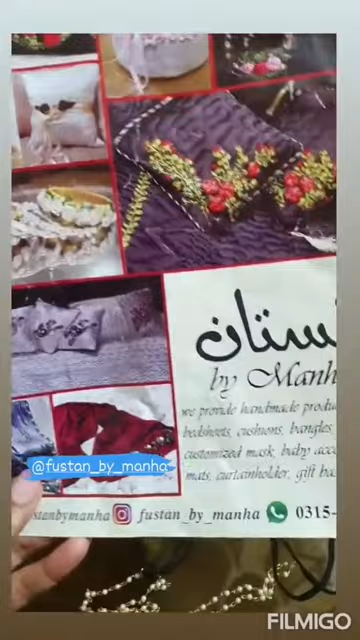 ستان
by Manh
we provide handmade produ
bedsheets, cushions, bangles,
customized mask, baby acc
mats, curtainholder, gift ba
@fustan_by_manha
stanbymanha fustan_by_manha 0315-
FILMIGO